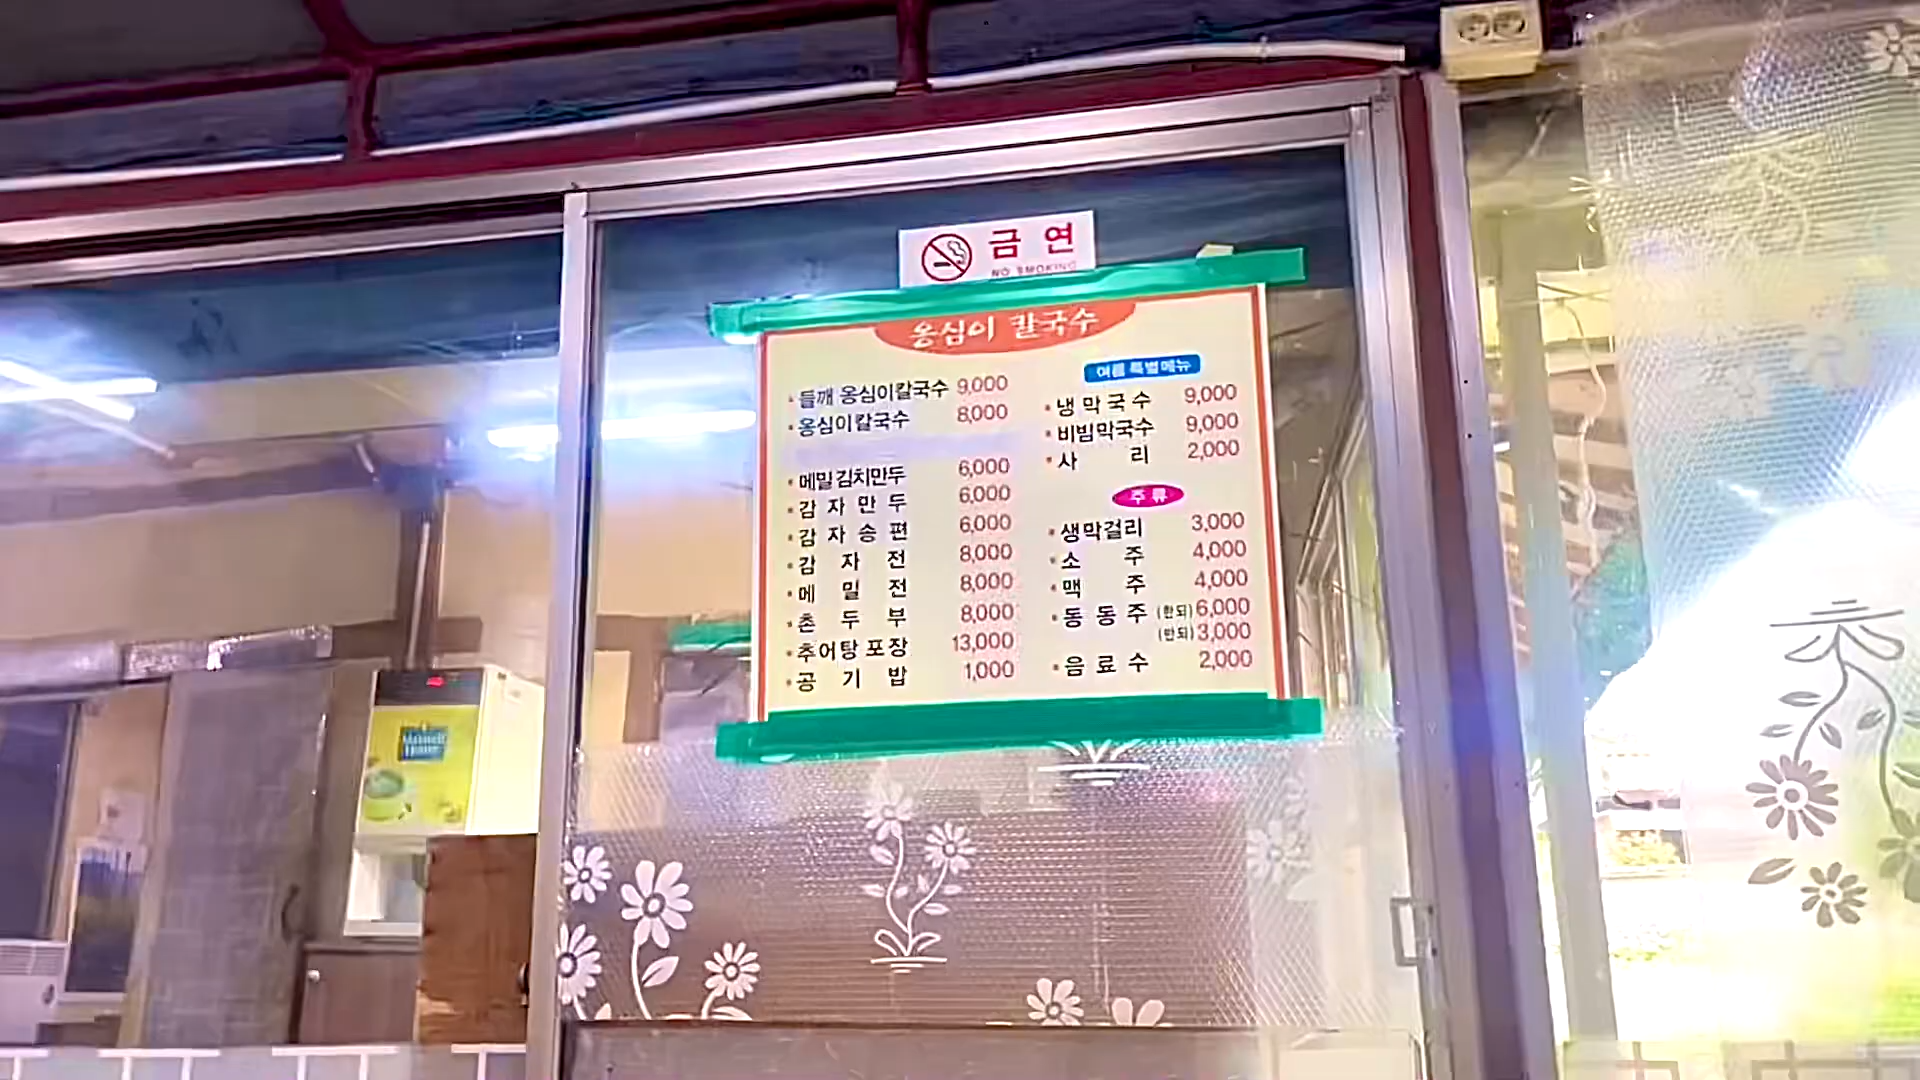 금 연
NO SMOKING
옹심이 칼국수
들깨 옹심이칼국수 9,000
옹심이칼국수 8,000
메밀김치만두 6,000
감자만두 6,000
감자송편 6,000
감자전 8,000
메밀전 8,000
촌두부 8,000
추어탕 포장 13,000
공기밥 1,000
여름 특별메뉴
냉막국수 9,000
비빔막국수 9,000
사리 2,000
주류
생막걸리 3,000
소주 4,000
맥주 4,000
동동주 (한되) 6,000
(반되) 3,000
음료수 2,000
Maxwell
House